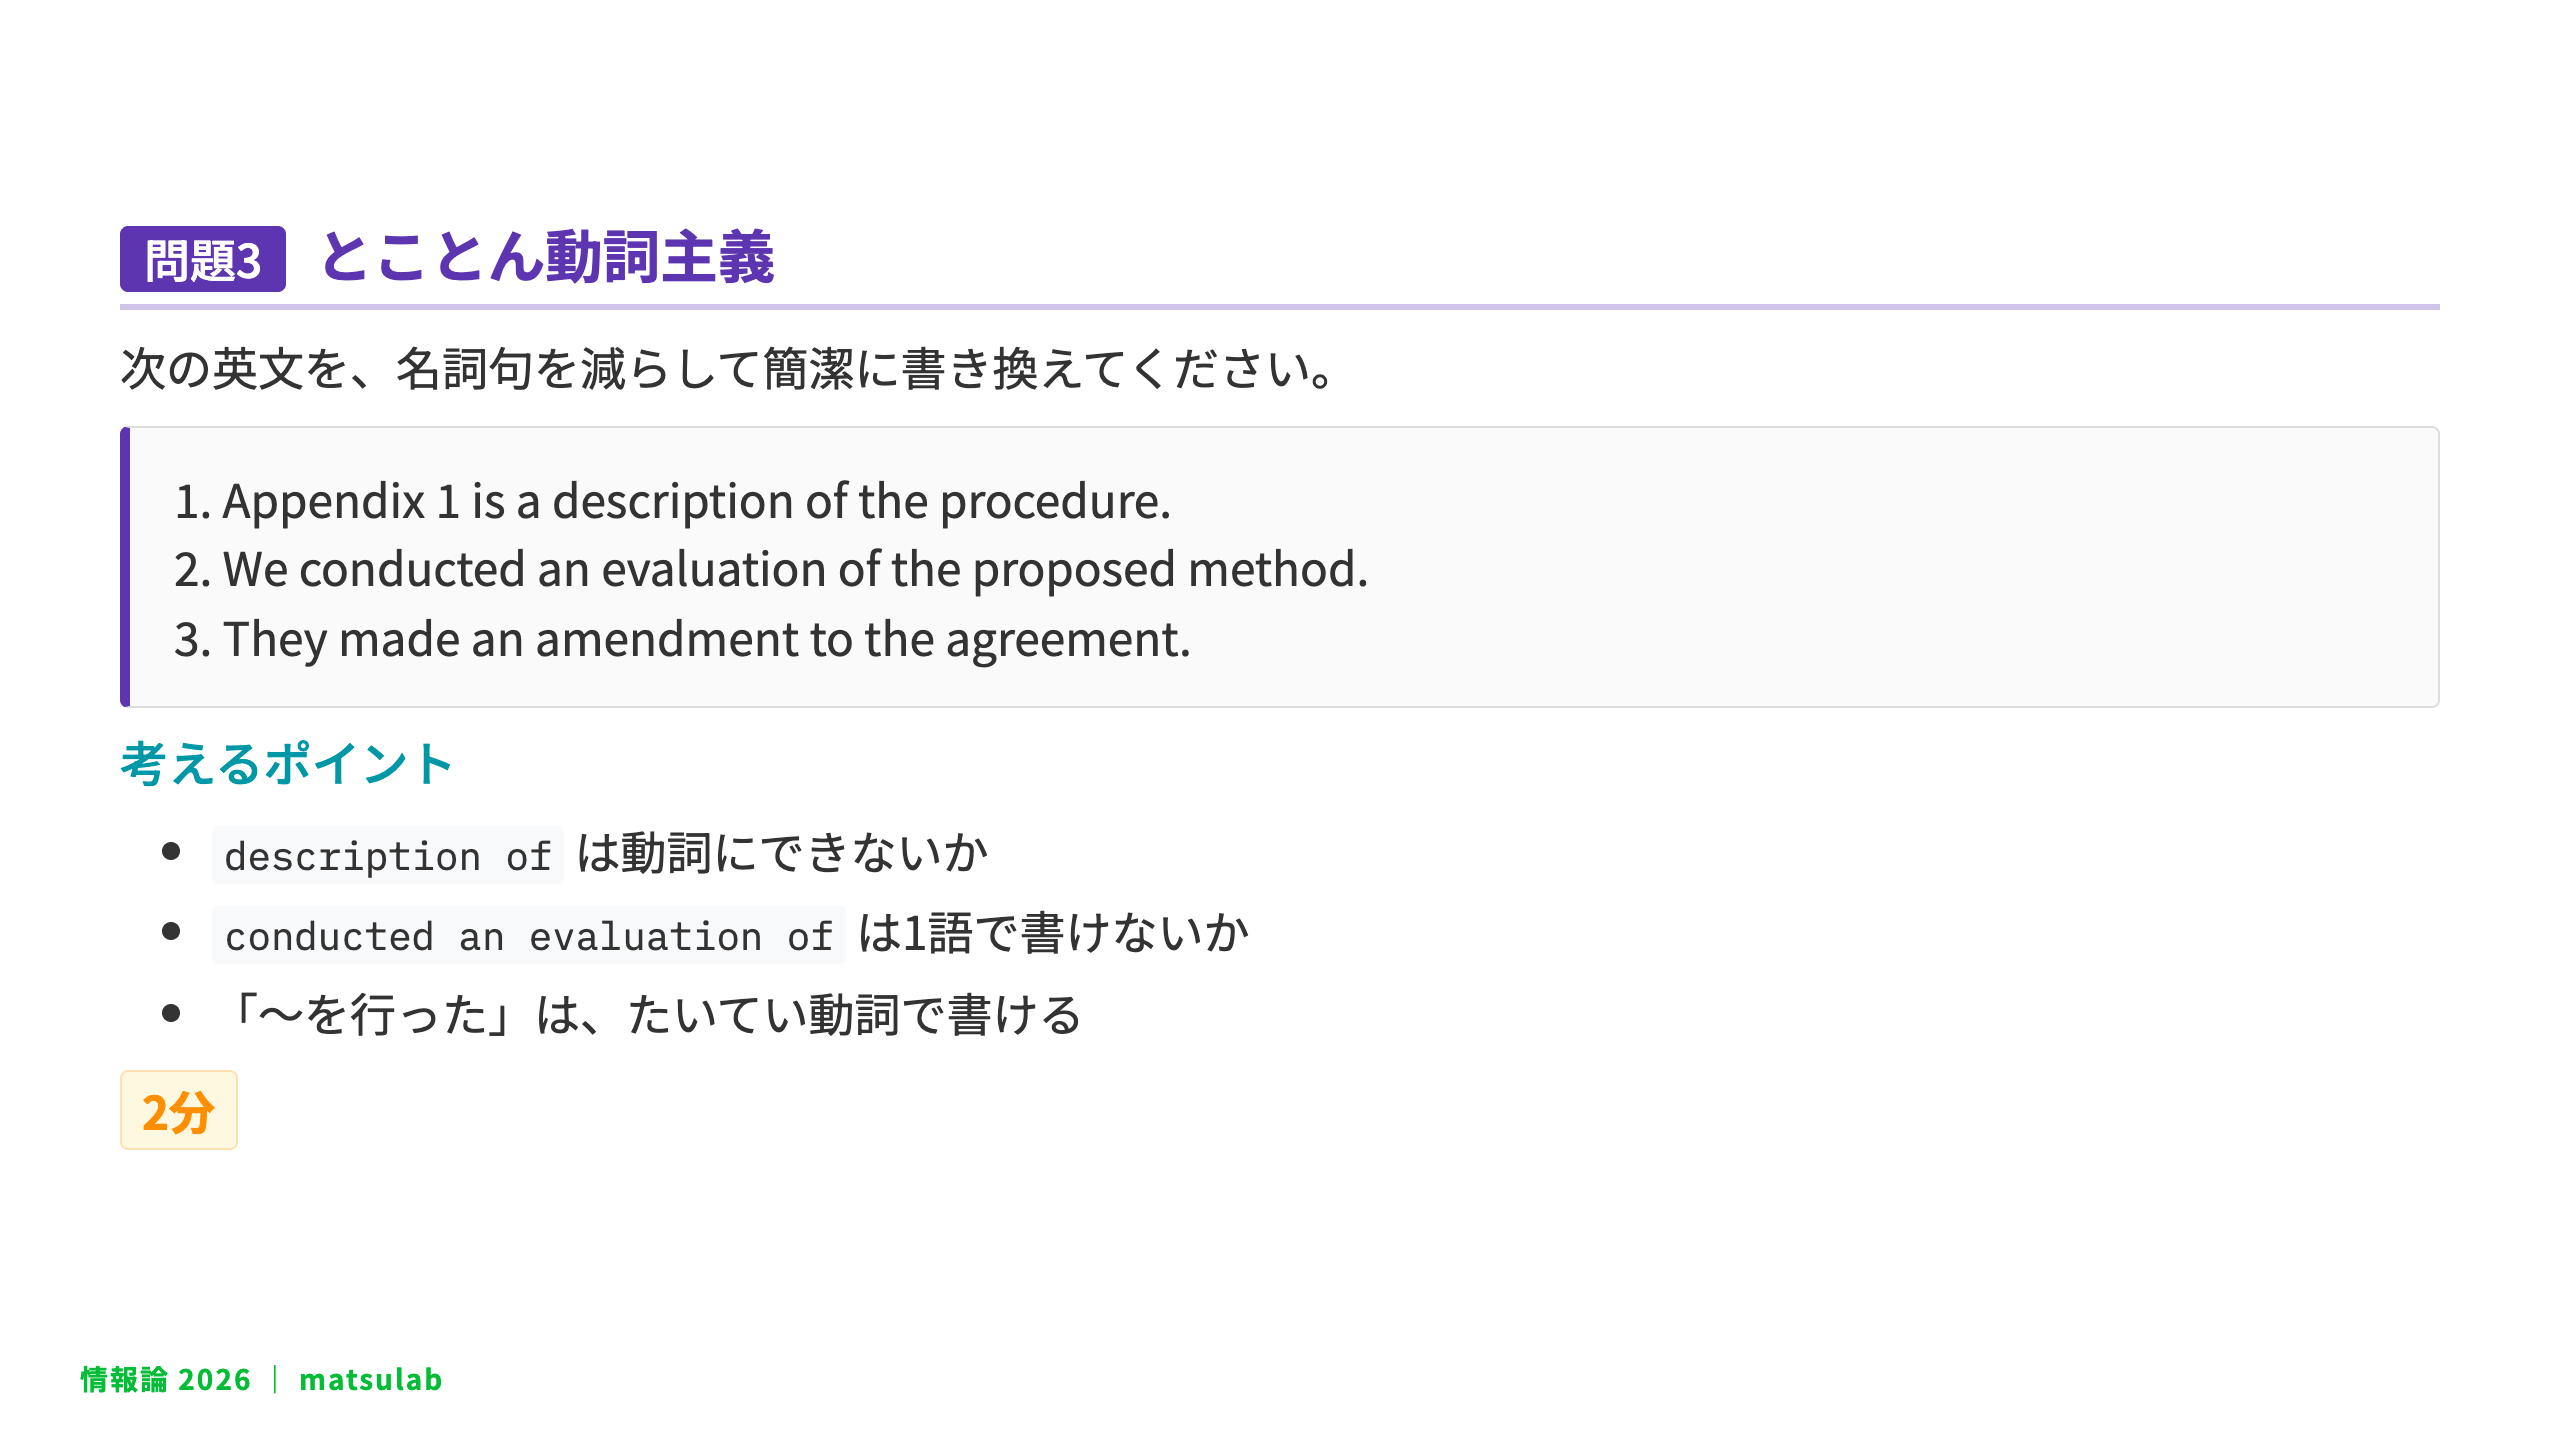 問題3 とことん動詞主義
次の英文を、名詞句を減らして簡潔に書き換えてください。
1. Appendix 1 is a description of the procedure.
2. We conducted an evaluation of the proposed method.
3. They made an amendment to the agreement.
考えるポイント
• description of は動詞にできないか
• conducted an evaluation of は1語で書けないか
• 「〜を行った」は、たいてい動詞で書ける
2分
情報論 2026 | matsulab